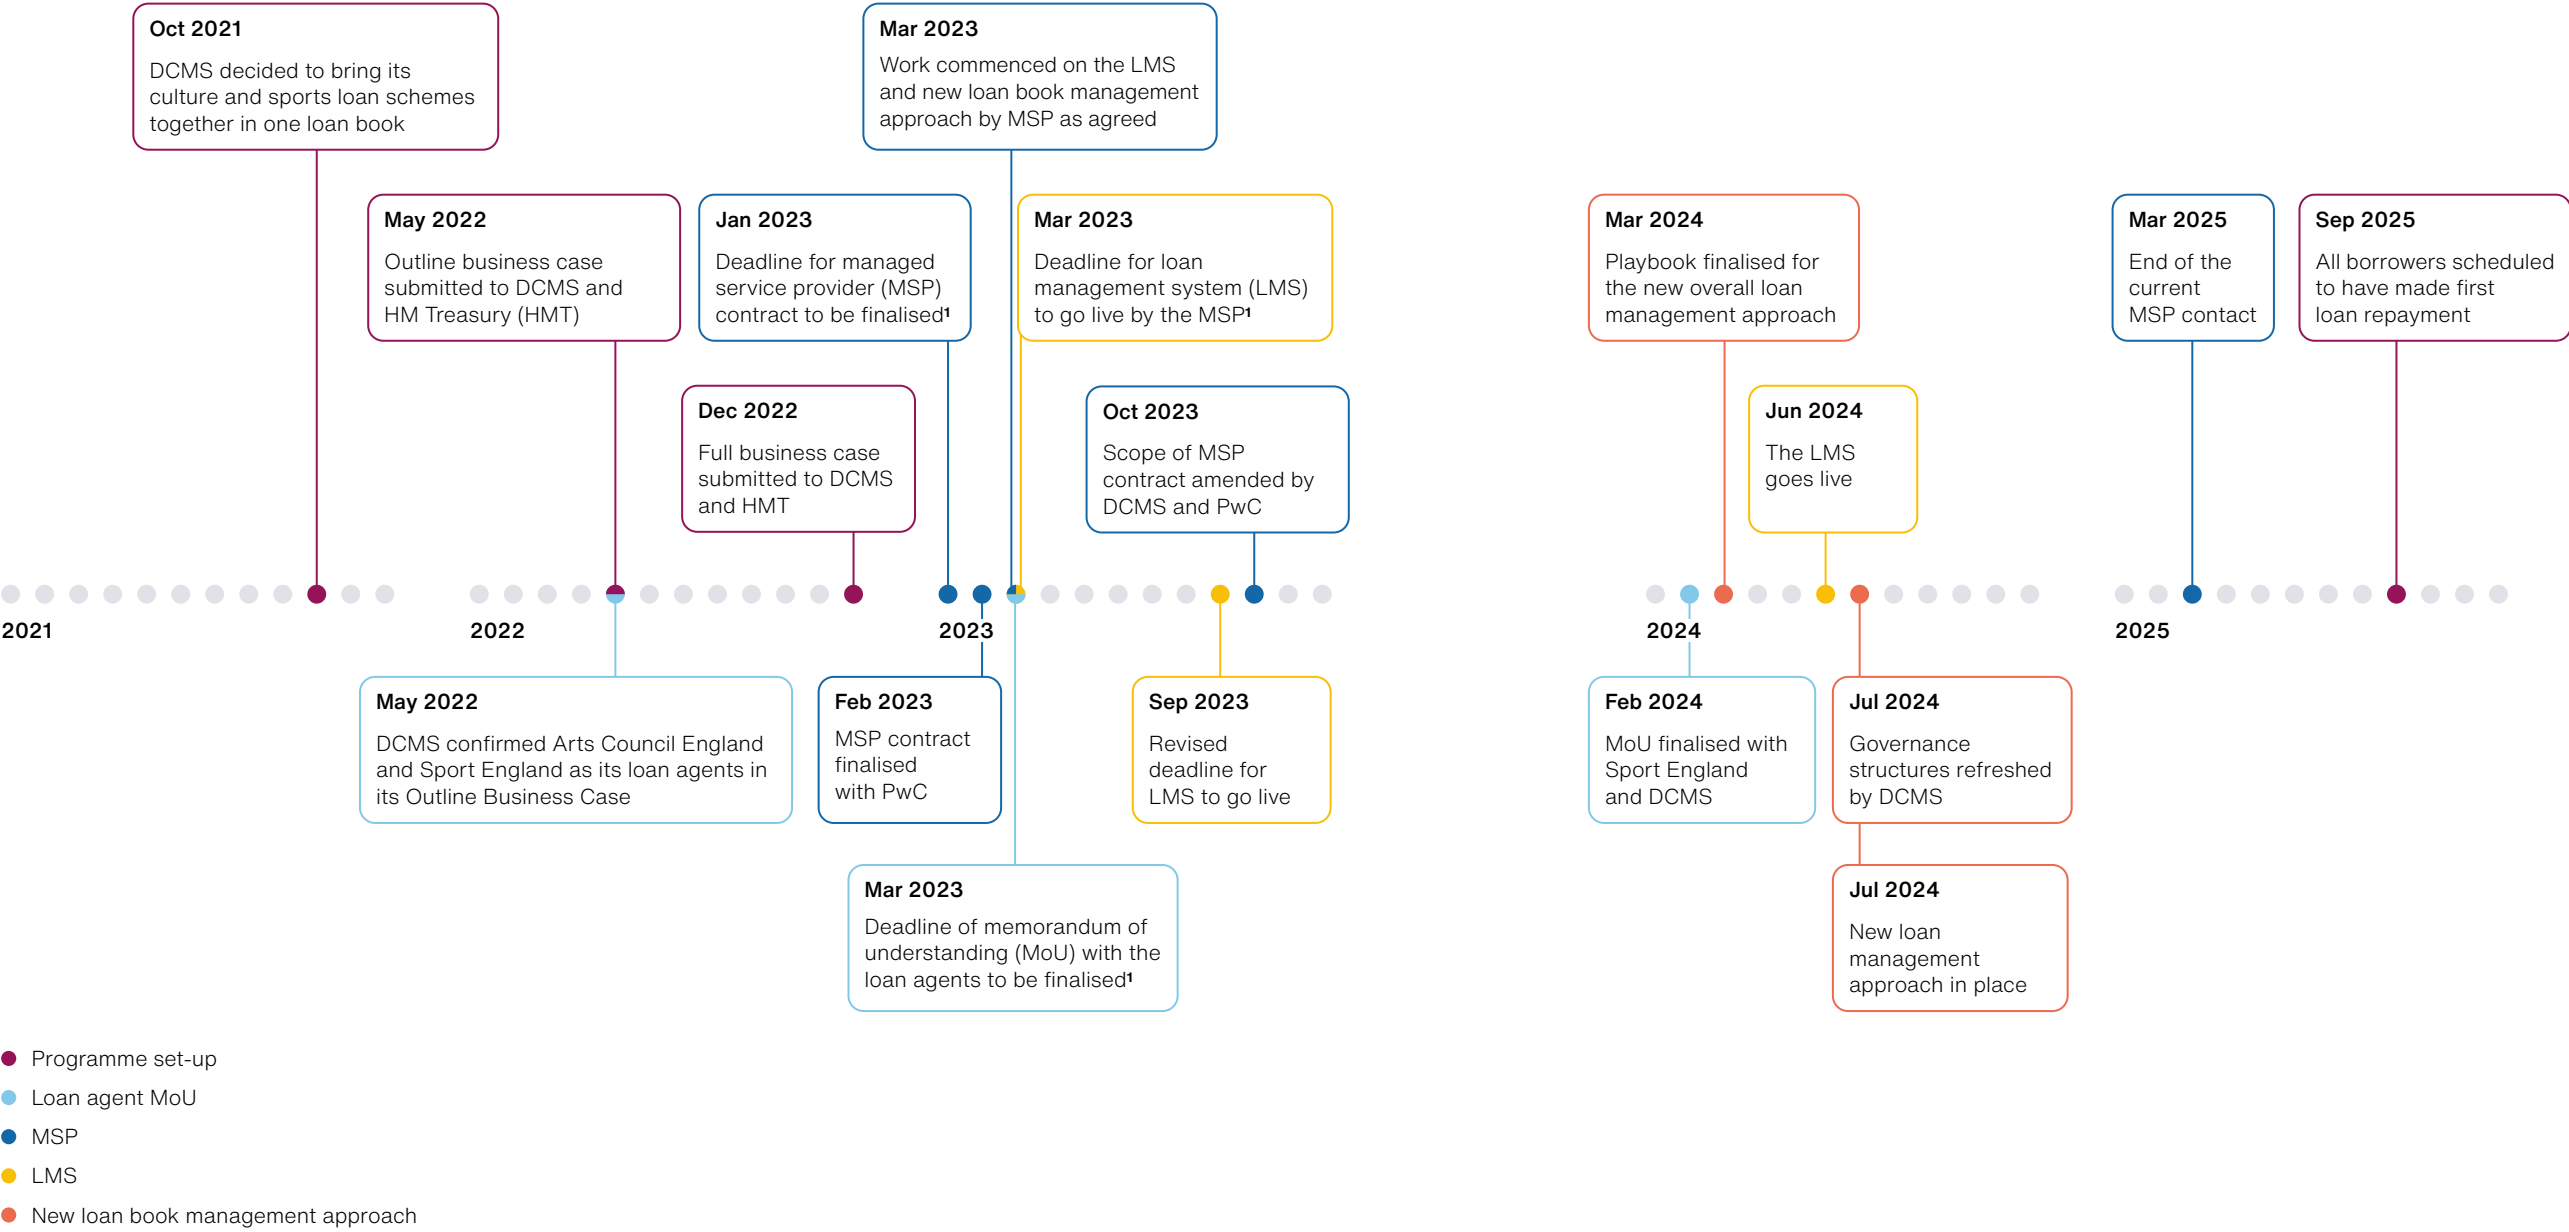 Oct 2021
DCMS decided to bring its
culture and sports loan schemes
together in one loan book
Mar 2023
Work commenced on the LMS
and new loan book management
approach by MSP as agreed
May 2022
Outline business case
submitted to DCMS and
HM Treasury (HMT)
Jan 2023
Deadline for managed
service provider (MSP)
contract to be finalised¹
Mar 2023
Deadline for loan
management system (LMS)
to go live by the MSP¹
Mar 2024
Playbook finalised for
the new overall loan
management approach
Mar 2025
End of the
current
MSP contact
Sep 2025
All borrowers scheduled
to have made first
loan repayment
Dec 2022
Full business case
submitted to DCMS
and HMT
Oct 2023
Scope of MSP
contract amended by
DCMS and PwC
Jun 2024
The LMS
goes live
2021
2022
2023
2024
2025
May 2022
DCMS confirmed Arts Council England
and Sport England as its loan agents in
its Outline Business Case
Feb 2023
MSP contract
finalised
with PwC
Sep 2023
Revised
deadline for
LMS to go live
Feb 2024
MoU finalised with
Sport England
and DCMS
Jul 2024
Governance
structures refreshed
by DCMS
Mar 2023
Deadline of memorandum of
understanding (MoU) with the
loan agents to be finalised¹
Jul 2024
New loan
management
approach in place
Programme set-up
Loan agent MoU
MSP
LMS
New loan book management approach